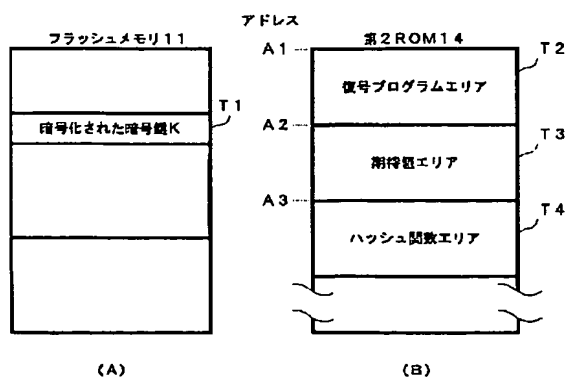 アドレス
フラッシュメモリ11
暗号化された暗号鍵K
T1
(A)
第2ROM14
A1
T2
復号プログラムエリア
A2
T3
期待値エリア
A3
T4
ハッシュ関数エリア
(B)